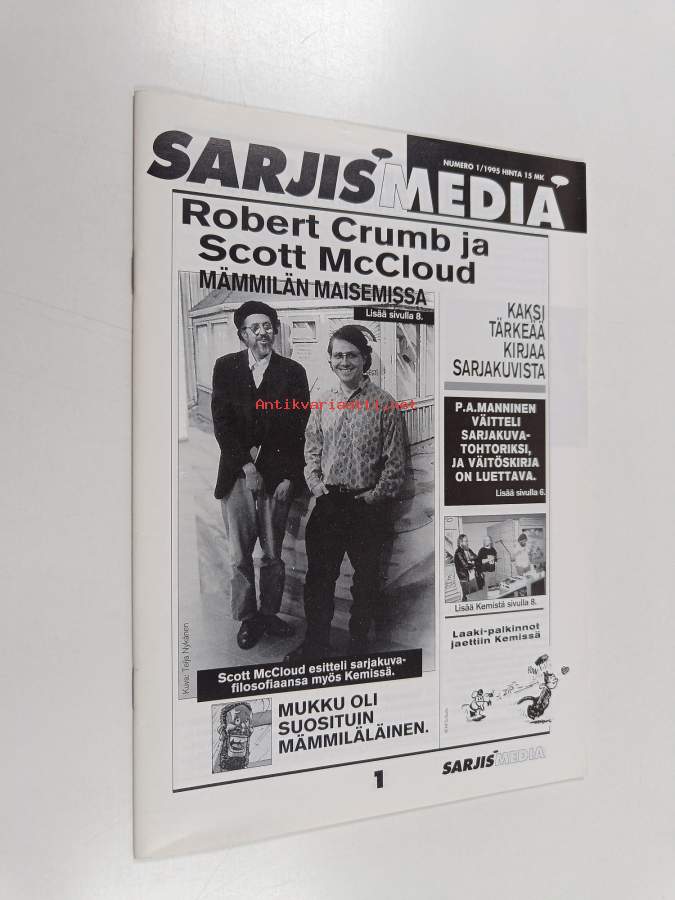 SARJIS MEDIA
NUMERO 1/1995 HINTA 15 MK
Robert Crumb ja
Scott McCloud
MÄMMILÄN MAISEMISSA
Lisää sivulla 8.
KAKSI
TÄRKEÄÄ
KIRJAA
SARJAKUVISTA
P.A.MANNINEN
VÄITTELI
SARJAKUVA-
TOHTORIKSI,
JA VÄITÖSKIRJA
ON LUETTAVA.
Lisää sivulla 6.
Antikvariaatti.net
Lisää Kemistä sivulla 8.
Laaki-palkinnot
jaettiin Kemissä
Kuva: Teija Nykänen
Scott McCloud esitteli sarjakuva-
filosofiaansa myös Kemissä.
MUKKU OLI
SUOSITUIN
MÄMMILÄLÄINEN.
1
SARJIS MEDIA